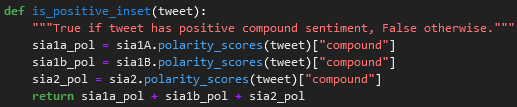 def is_positive_inset(tweet):
    """True if tweet has positive compound sentiment, False otherwise."""
    sia1a_pol = sia1A.polarity_scores(tweet)["compound"]
    sia1b_pol = sia1B.polarity_scores(tweet)["compound"]
    sia2_pol = sia2.polarity_scores(tweet)["compound"]
    return sia1a_pol + sia1b_pol + sia2_pol